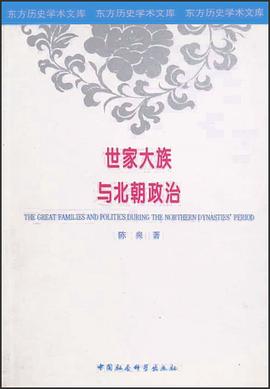 东方历史学术文库 东方历史学术文库 东方历史学术文库
世家大族
与北朝政治
THE GREAT FAMILIES AND POLITICS DURING THE NORTHERN DYNASTIES' PERIOD
陈爽 著
中国社会科学出版社